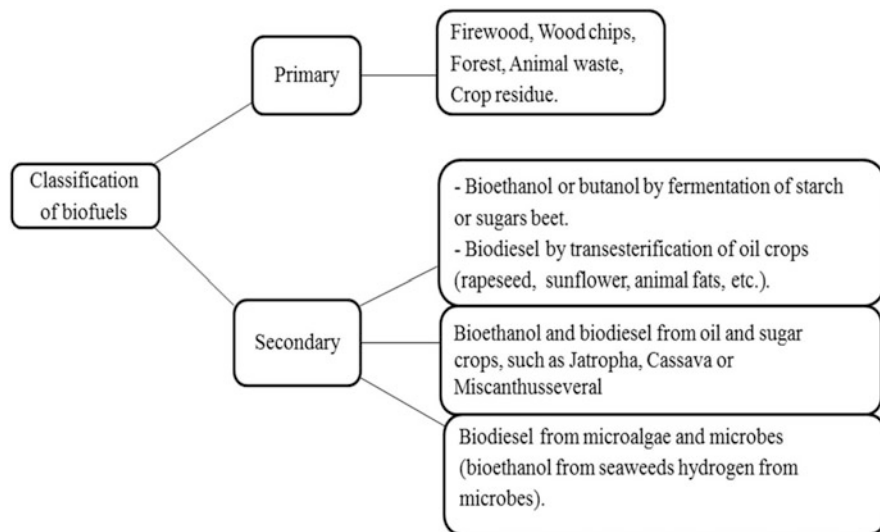 Classification
of biofuels
Primary
Firewood, Wood chips,
Forest, Animal waste,
Crop residue.
Secondary
- Bioethanol or butanol by fermentation of starch
or sugars beet.
- Biodiesel by transesterification of oil crops
(rapeseed, sunflower, animal fats, etc.).
Bioethanol and biodiesel from oil and sugar
crops, such as Jatropha, Cassava or
Miscanthusseveral
Biodiesel from microalgae and microbes
(bioethanol from seaweeds hydrogen from
microbes).